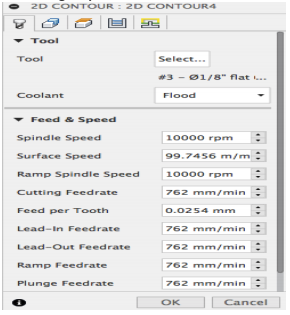 2D CONTOUR : 2D CONTOUR4
Tool
Tool Select...
#3 - Ø1/8" flat
Coolant Flood
Feed & Speed
Spindle Speed 10000 rpm
Surface Speed 99.7456 m/m
Ramp Spindle Speed 10000 rpm
Cutting Feedrate 762 mm/min
Feed per Tooth 0.0254 mm
Lead-In Feedrate 762 mm/min
Lead-Out Feedrate 762 mm/min
Ramp Feedrate 762 mm/min
Plunge Feedrate 762 mm/min
OK Cancel